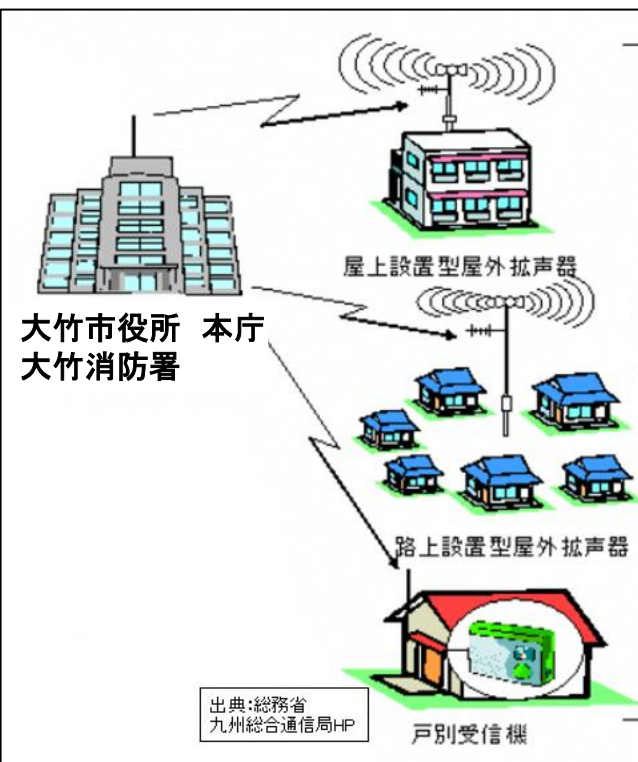 屋上設置型屋外拡声器
大竹市役所 本庁
大竹消防署
路上設置型屋外拡声器
出典:総務省
九州総合通信局HP
戸別受信機